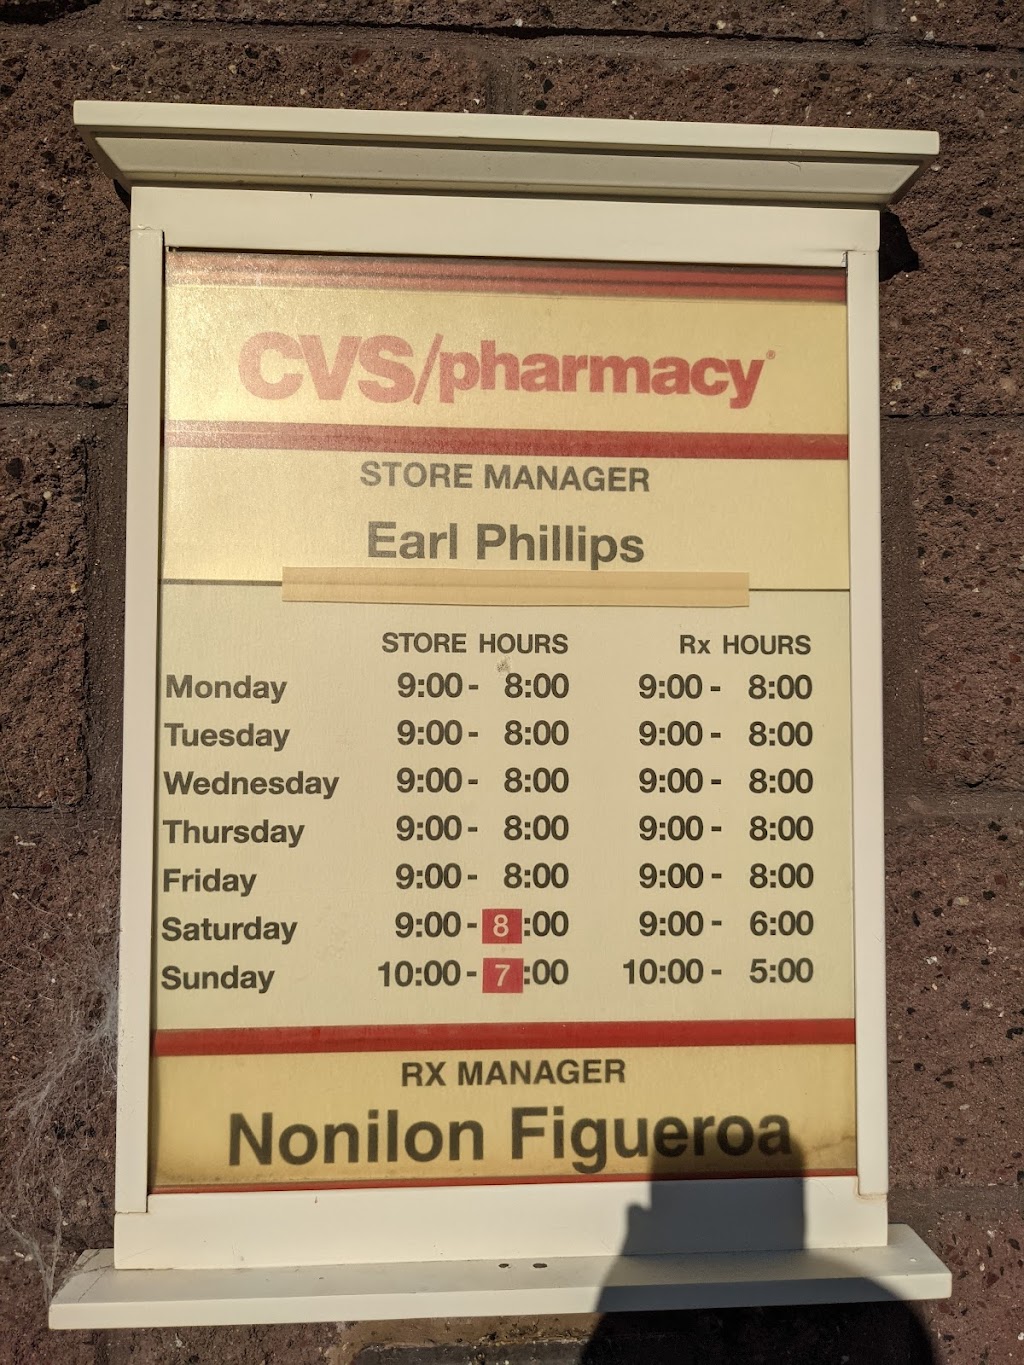 CVS/pharmacy®
STORE MANAGER
Earl Phillips
STORE HOURS Rx HOURS
Monday 9:00 - 8:00 9:00 - 8:00
Tuesday 9:00 - 8:00 9:00 - 8:00
Wednesday 9:00 - 8:00 9:00 - 8:00
Thursday 9:00 - 8:00 9:00 - 8:00
Friday 9:00 - 8:00 9:00 - 8:00
Saturday 9:00 - 8:00 9:00 - 6:00
Sunday 10:00 - 7:00 10:00 - 5:00
RX MANAGER
Nonilon Figueroa